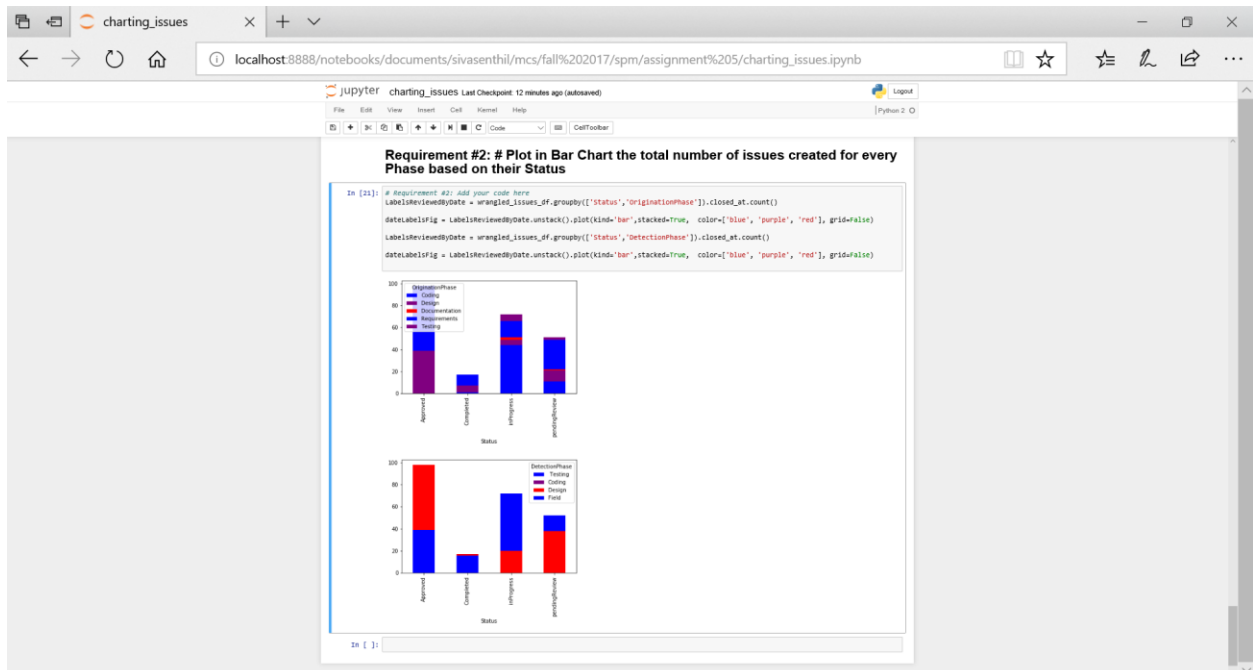 charting_issues
localhost:8888/notebooks/documents/sivasenthil/mcs/fall%202017/spm/assignment%205/charting_issues.ipynb
jupyter charting_issues Last Checkpoint: 12 minutes ago (autosaved)
Logout
File Edit View Insert Cell Kernel Help
Python 2
Code
CellToolbar
Requirement #2: # Plot in Bar Chart the total number of issues created for every
Phase based on their Status
In [21]: # Requirement #2: Add your code here
LabelsReviewedByDate = wrangled_issues_df.groupby(['Status','OriginationPhase']).closed_at.count()
dateLabelsFig = LabelsReviewedByDate.unstack().plot(kind='bar',stacked=True, color=['blue', 'purple', 'red'], grid=False)
LabelsReviewedByDate = wrangled_issues_df.groupby(['Status','DetectionPhase']).closed_at.count()
dateLabelsFig = LabelsReviewedByDate.unstack().plot(kind='bar',stacked=True, color=['blue', 'purple', 'red'], grid=False)
100
80
60
40
20
0
OriginationPhase
Coding
Design
Documentation
Requirements
Testing
Approved
Completed
inProgress
pendingReview
Status
100
80
60
40
20
0
DetectionPhase
Testing
Coding
Design
Field
Approved
Completed
inProgress
pendingReview
Status
In [ ]: